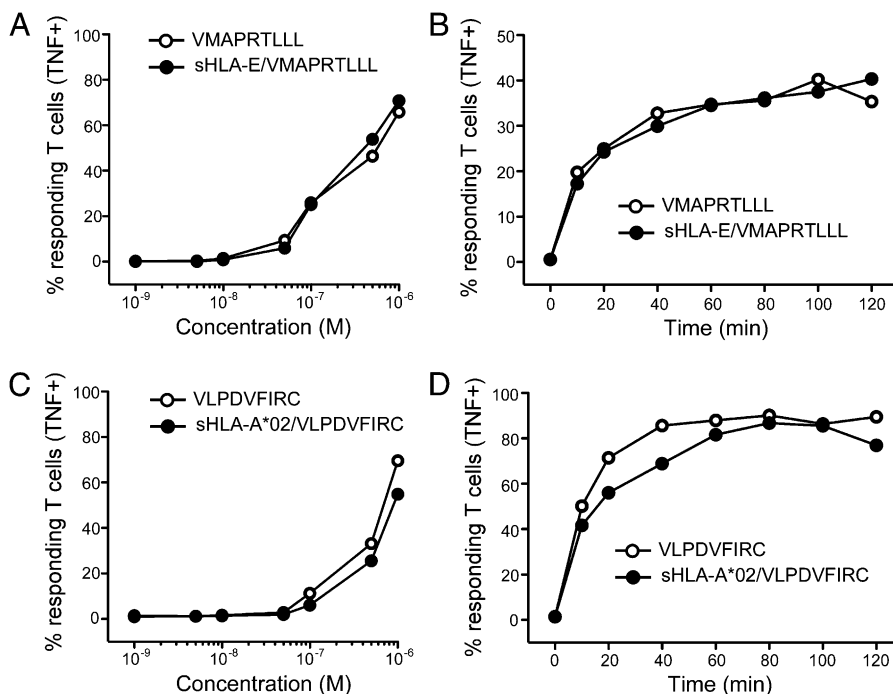 A
% responding T cells (TNF+)
100
80
60
40
20
0
VMAPRTLLL
sHLA-E/VMAPRTLLL
10-9
10-8
10-7
10-6
Concentration (M)
B
% responding T cells (TNF+)
50
40
30
20
10
0
VMAPRTLLL
sHLA-E/VMAPRTLLL
0 20 40 60 80 100 120
Time (min)
C
% responding T cells (TNF+)
100
80
60
40
20
0
VLPDVFIRC
sHLA-A*02/VLPDVFIRC
10-9
10-8
10-7
10-6
Concentration (M)
D
% responding T cells (TNF+)
100
80
60
40
20
0
VLPDVFIRC
sHLA-A*02/VLPDVFIRC
0 20 40 60 80 100 120
Time (min)